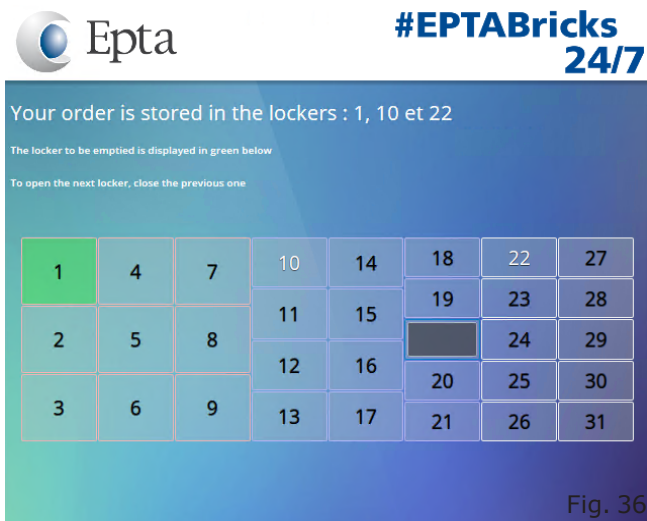 Epta
#EPTABricks
24/7
Your order is stored in the lockers : 1, 10 et 22
The locker to be emptied is displayed in green below
To open the next locker, close the previous one
1 4 7 10 14 18 22 27
11 15 19 23 28
2 5 8 24 29
12 16 20 25 30
3 6 9 13 17 21 26 31
Fig. 36